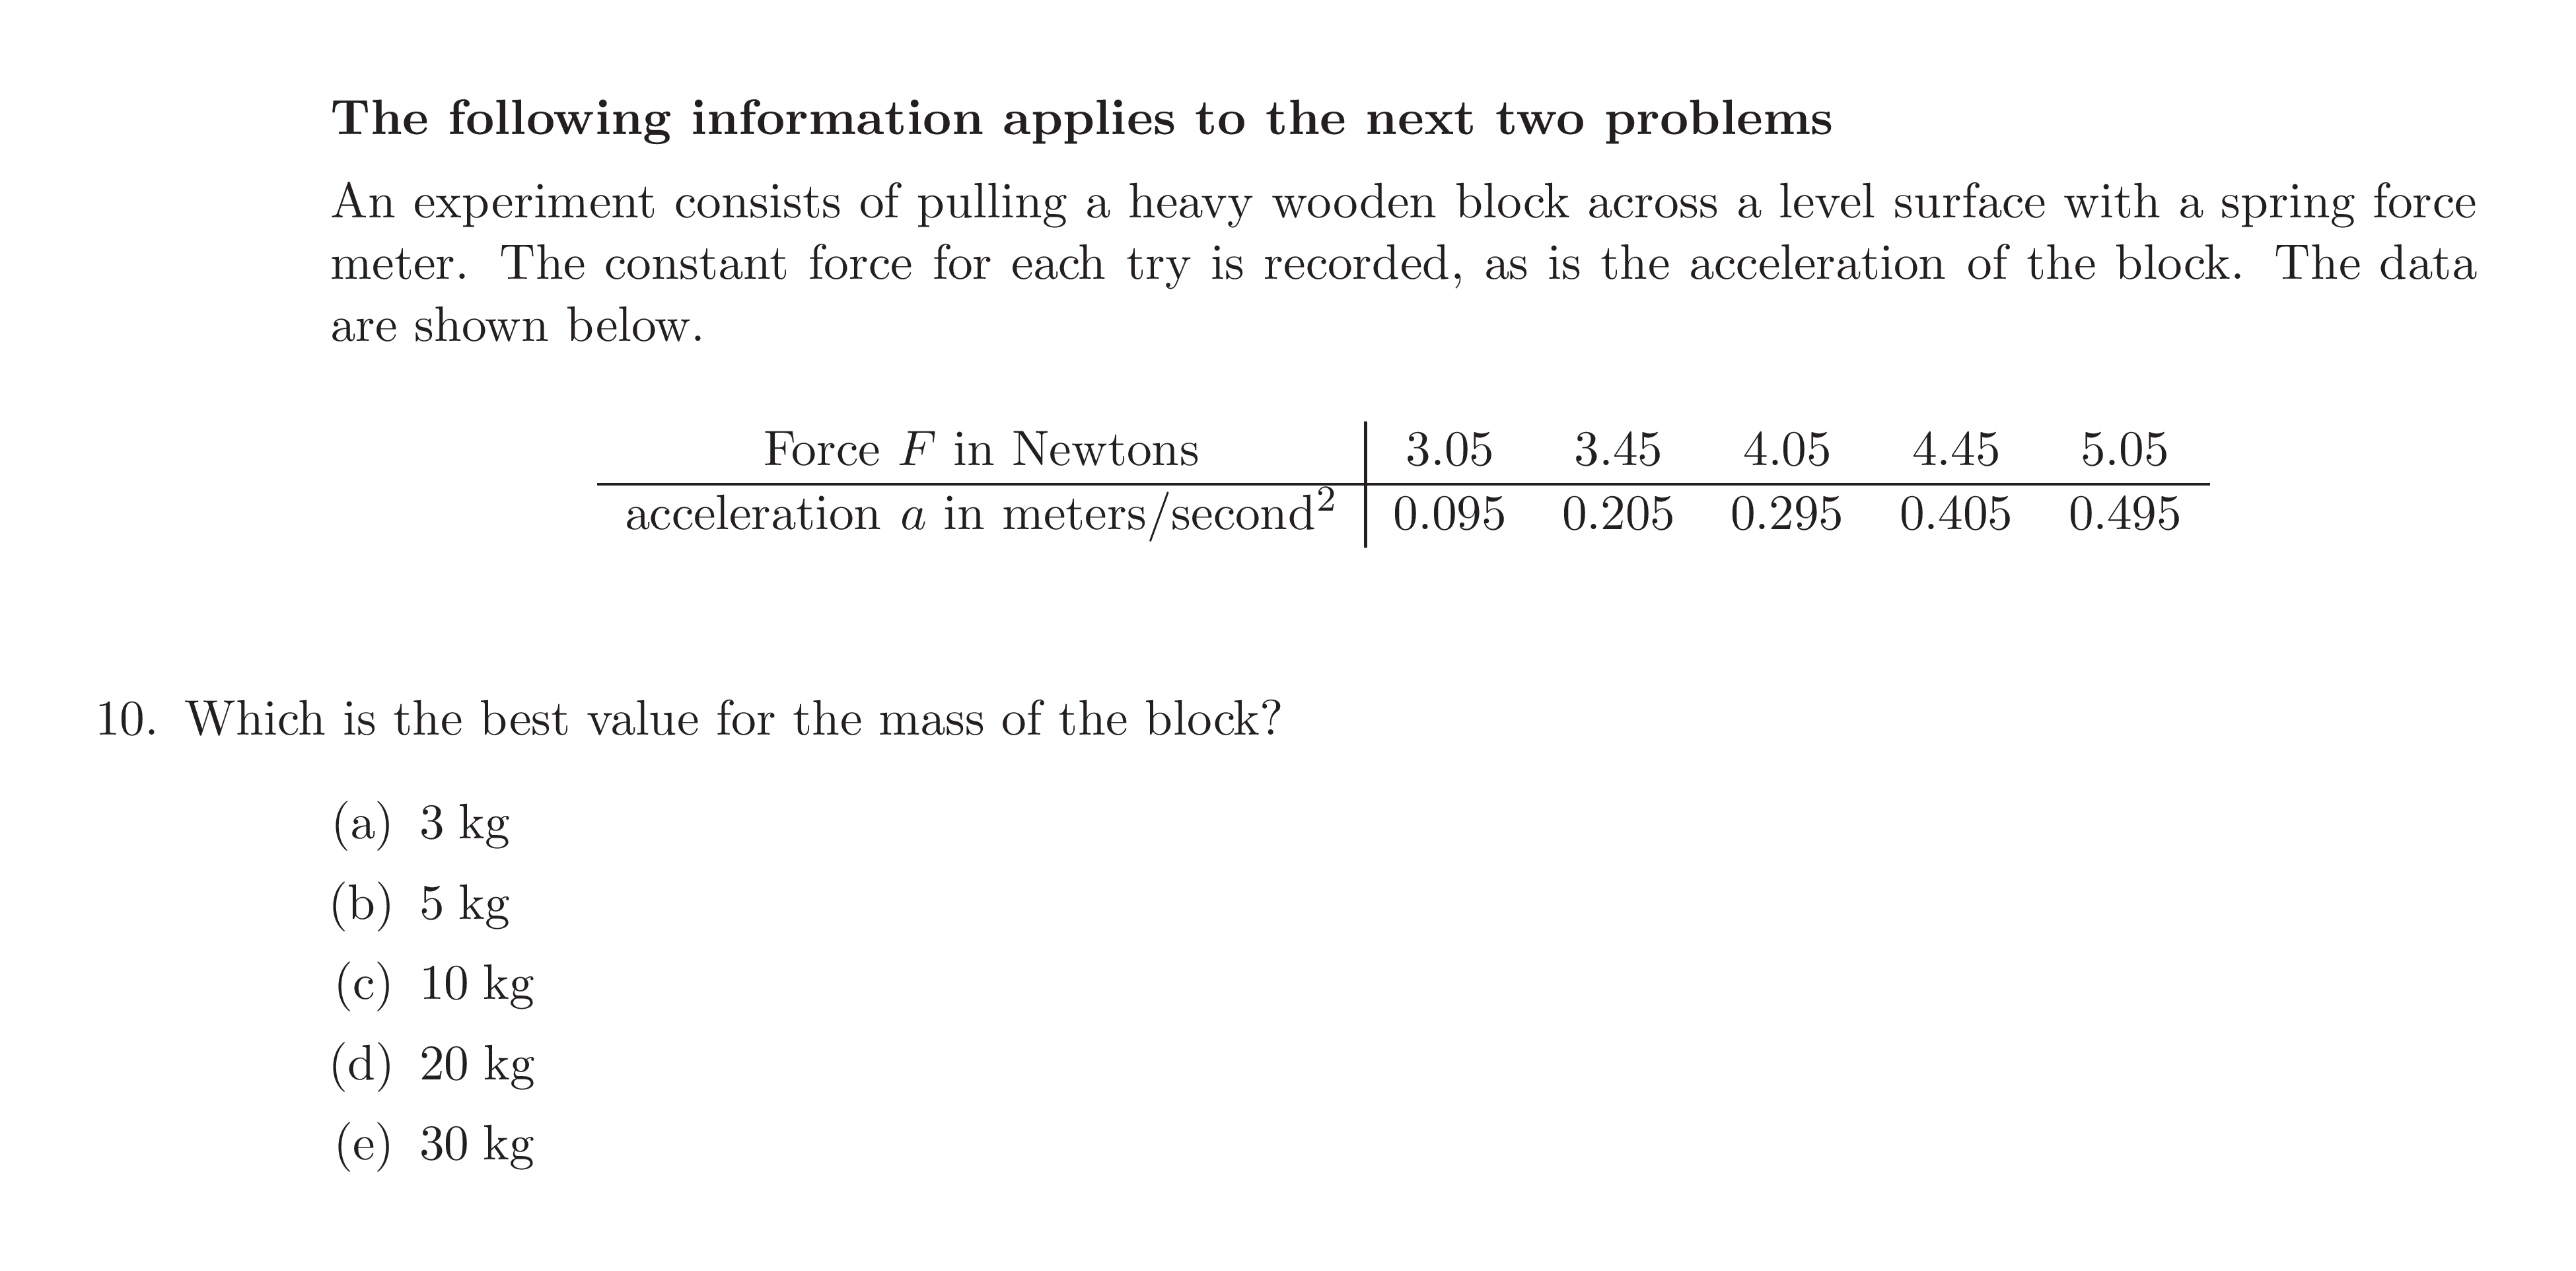 The following information applies to the next two problems
An experiment consists of pulling a heavy wooden block across a level surface with a spring force
meter. The constant force for each try is recorded, as is the acceleration of the block. The data
are shown below.
Force F in Newtons 3.05 3.45 4.05 4.45 5.05
acceleration a in meters/second² 0.095 0.205 0.295 0.405 0.495
10. Which is the best value for the mass of the block?
(a) 3 kg
(b) 5 kg
(c) 10 kg
(d) 20 kg
(e) 30 kg